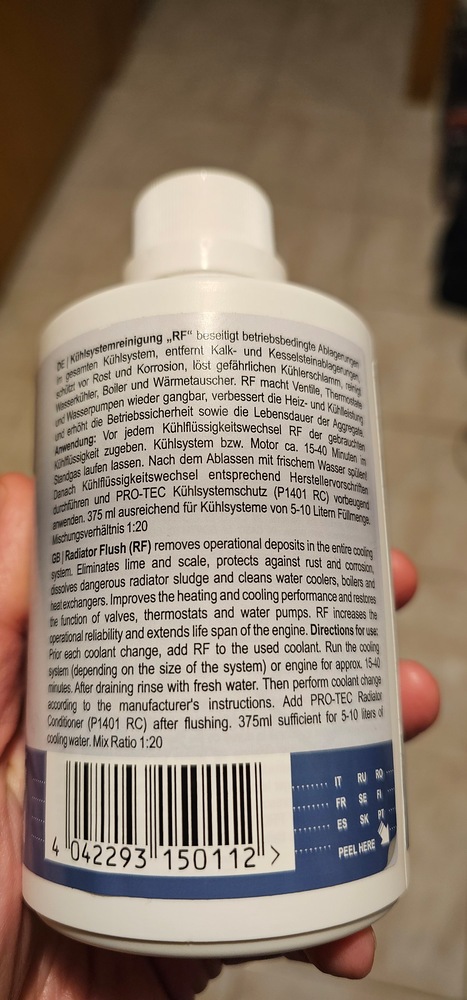 DE | Kühlsystemreinigung „RF“ beseitigt betriebsbedingte Ablagerungen
im gesamten Kühlsystem, entfernt Kalk- und Kesselsteinablagerungen,
schützt vor Rost und Korrosion, löst gefährlichen Kühlerschlamm, reinigt
Wasserkühler, Boiler und Wärmetauscher. RF macht Ventile, Thermostate
und Wasserpumpen wieder gangbar, verbessert die Heiz- und Kühlleistung
und erhöht die Betriebssicherheit sowie die Lebensdauer der Aggregate.
Anwendung: Vor jedem Kühlflüssigkeitswechsel RF der gebrauchten
Kühlflüssigkeit zugeben. Kühlsystem bzw. Motor ca. 15-40 Minuten im
Standgas laufen lassen. Nach dem Ablassen mit frischem Wasser spülen!
Danach Kühlflüssigkeitswechsel entsprechend Herstellervorschriften
durchführen und PRO-TEC Kühlsystemschutz (P1401 RC) vorbeugend
anwenden. 375 ml ausreichend für Kühlsysteme von 5-10 Litern Füllmenge.
Mischungsverhältnis 1:20
GB | Radiator Flush (RF) removes operational deposits in the entire cooling
system. Eliminates lime and scale, protects against rust and corrosion,
dissolves dangerous radiator sludge and cleans water coolers, boilers and
heat exchangers. Improves the heating and cooling performance and restores
the function of valves, thermostats and water pumps. RF increases the
operational reliability and extends life span of the engine. Directions for use:
Prior each coolant change, add RF to the used coolant. Run the cooling
system (depending on the size of the system) or engine for approx. 15-40
minutes. After draining rinse with fresh water. Then perform coolant change
according to the manufacturer's instructions. Add PRO-TEC Radiator
Conditioner (P1401 RC) after flushing. 375ml sufficient for 5-10 liters of
cooling water. Mix Ratio 1:20
IT RU RO
FR SE FI
ES SK PT
PEEL HERE
4 042293 150112 >